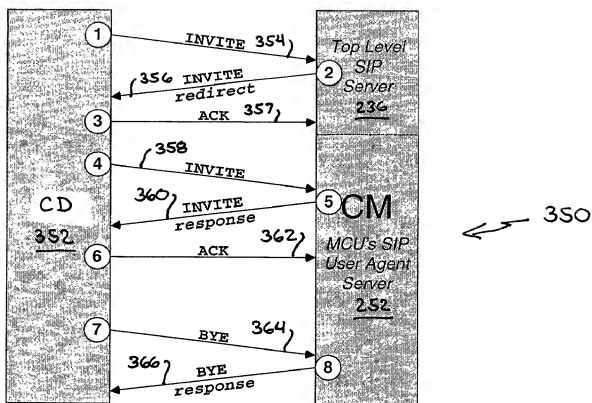 1
INVITE 354
Top Level
SIP
Server
236
2
356 INVITE
redirect
3
ACK 357
4
358
INVITE
360
INVITE
response
5
CD
352
CM
350
MCU's SIP
User Agent
Server
252
6
ACK
362
7
BYE
364
8
366
BYE
response